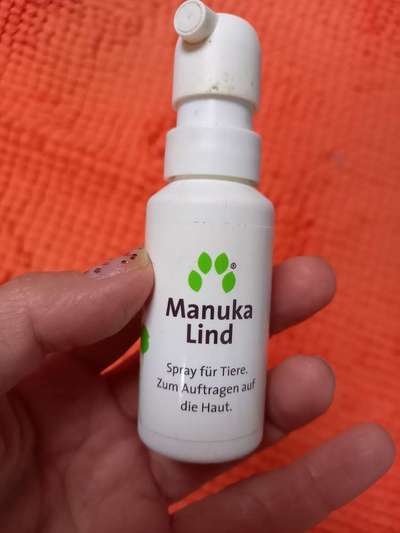 ®
Manuka
Lind
Spray für Tiere.
Zum Auftragen auf
die Haut.